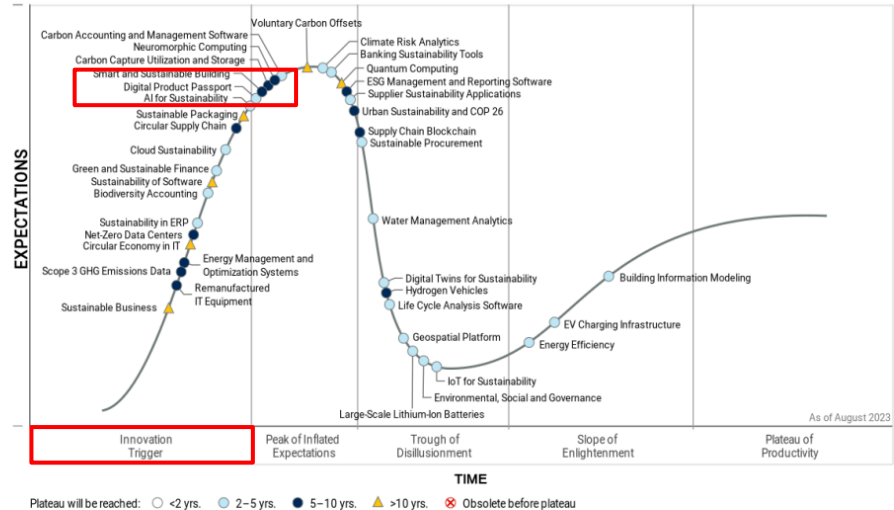 Voluntary Carbon Offsets
Carbon Accounting and Management Software
Neuromorphic Computing
Carbon Capture Utilization and Storage
Smart and Sustainable Building
Digital Product Passport
AI for Sustainability
Sustainable Packaging
Circular Supply Chain
Cloud Sustainability
Green and Sustainable Finance
Sustainability of Software
Biodiversity Accounting
Sustainability in ERP
Net-Zero Data Centers
Circular Economy in IT
Scope 3 GHG Emissions Data
Energy Management and
Optimization Systems
Remanufactured
IT Equipment
Sustainable Business
Climate Risk Analytics
Banking Sustainability Tools
Quantum Computing
ESG Management and Reporting Software
Supplier Sustainability Applications
Urban Sustainability and COP 26
Supply Chain Blockchain
Sustainable Procurement
Water Management Analytics
Digital Twins for Sustainability
Hydrogen Vehicles
Life Cycle Analysis Software
Geospatial Platform
IoT for Sustainability
Environmental, Social and Governance
Large-Scale Lithium-Ion Batteries
Building Information Modeling
EV Charging Infrastructure
Energy Efficiency
As of August 2023
EXPECTATIONS
Innovation
Trigger
Peak of Inflated
Expectations
Trough of
Disillusionment
Slope of
Enlightenment
Plateau of
Productivity
TIME
Plateau will be reached: <2 yrs. 2–5 yrs. 5–10 yrs. >10 yrs. Obsolete before plateau